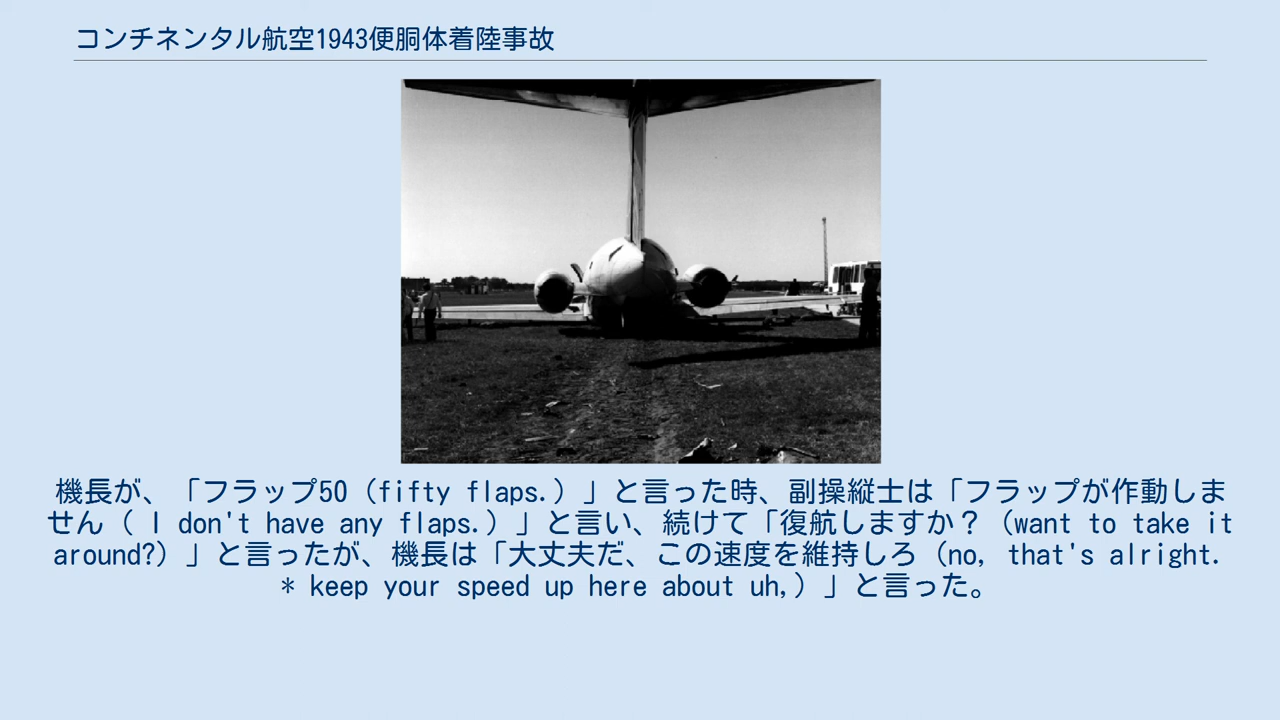 コンチネンタル航空1943便胴体着陸事故
機長が、「フラップ50（fifty flaps.）」と言った時、副操縦士は「フラップが作動しま
せん（ I don't have any flaps.）」と言い、続けて「復航しますか？（want to take it
around?）」と言ったが、機長は「大丈夫だ、この速度を維持しろ（no, that's alright.
* keep your speed up here about uh,）」と言った。